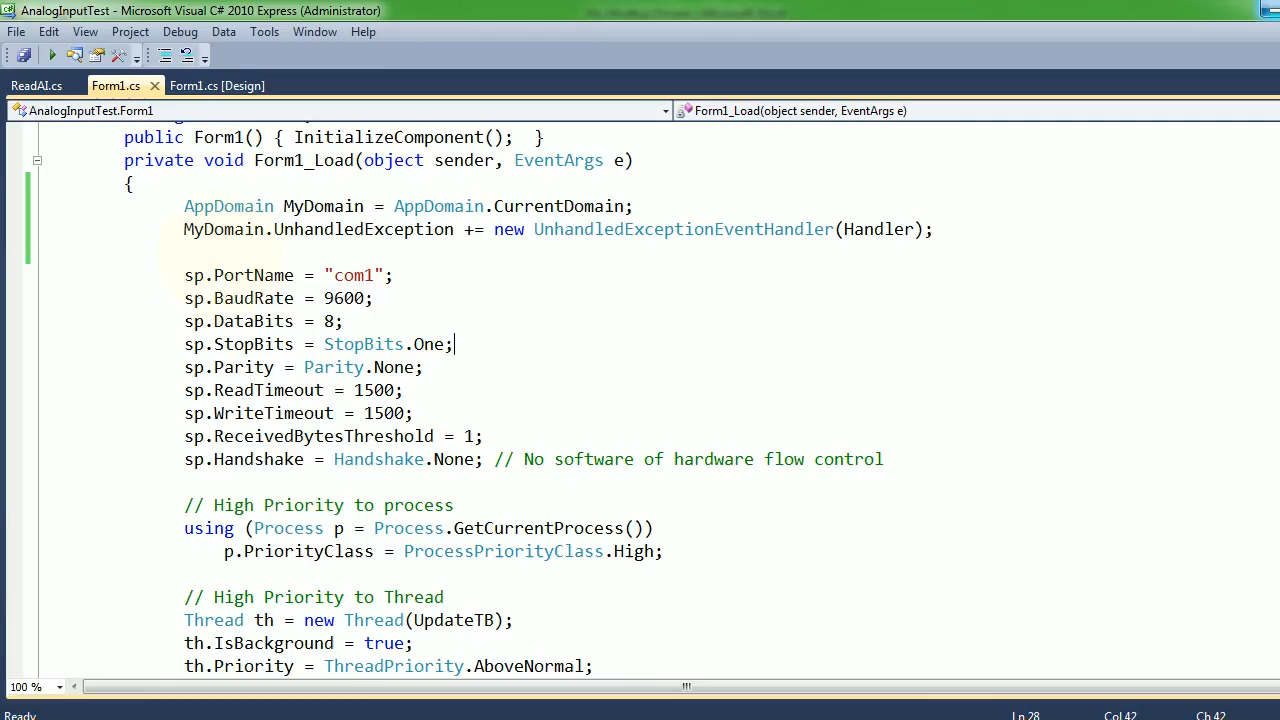 AnalogInputTest - Microsoft Visual C# 2010 Express (Administrator)
File Edit View Project Debug Data Tools Window Help
ReadAI.cs Form1.cs Form1.cs [Design]
AnalogInputTest.Form1 Form1_Load(object sender, EventArgs e)
public Form1() { InitializeComponent(); }
private void Form1_Load(object sender, EventArgs e)
{
AppDomain MyDomain = AppDomain.CurrentDomain;
MyDomain.UnhandledException += new UnhandledExceptionEventHandler(Handler);
sp.PortName = "com1";
sp.BaudRate = 9600;
sp.DataBits = 8;
sp.StopBits = StopBits.One;
sp.Parity = Parity.None;
sp.ReadTimeout = 1500;
sp.WriteTimeout = 1500;
sp.ReceivedBytesThreshold = 1;
sp.Handshake = Handshake.None; // No software of hardware flow control
// High Priority to process
using (Process p = Process.GetCurrentProcess())
p.PriorityClass = ProcessPriorityClass.High;
// High Priority to Thread
Thread th = new Thread(UpdateTB);
th.IsBackground = true;
th.Priority = ThreadPriority.AboveNormal;
100 %
Ready Ln 28 Col 42 Ch 42